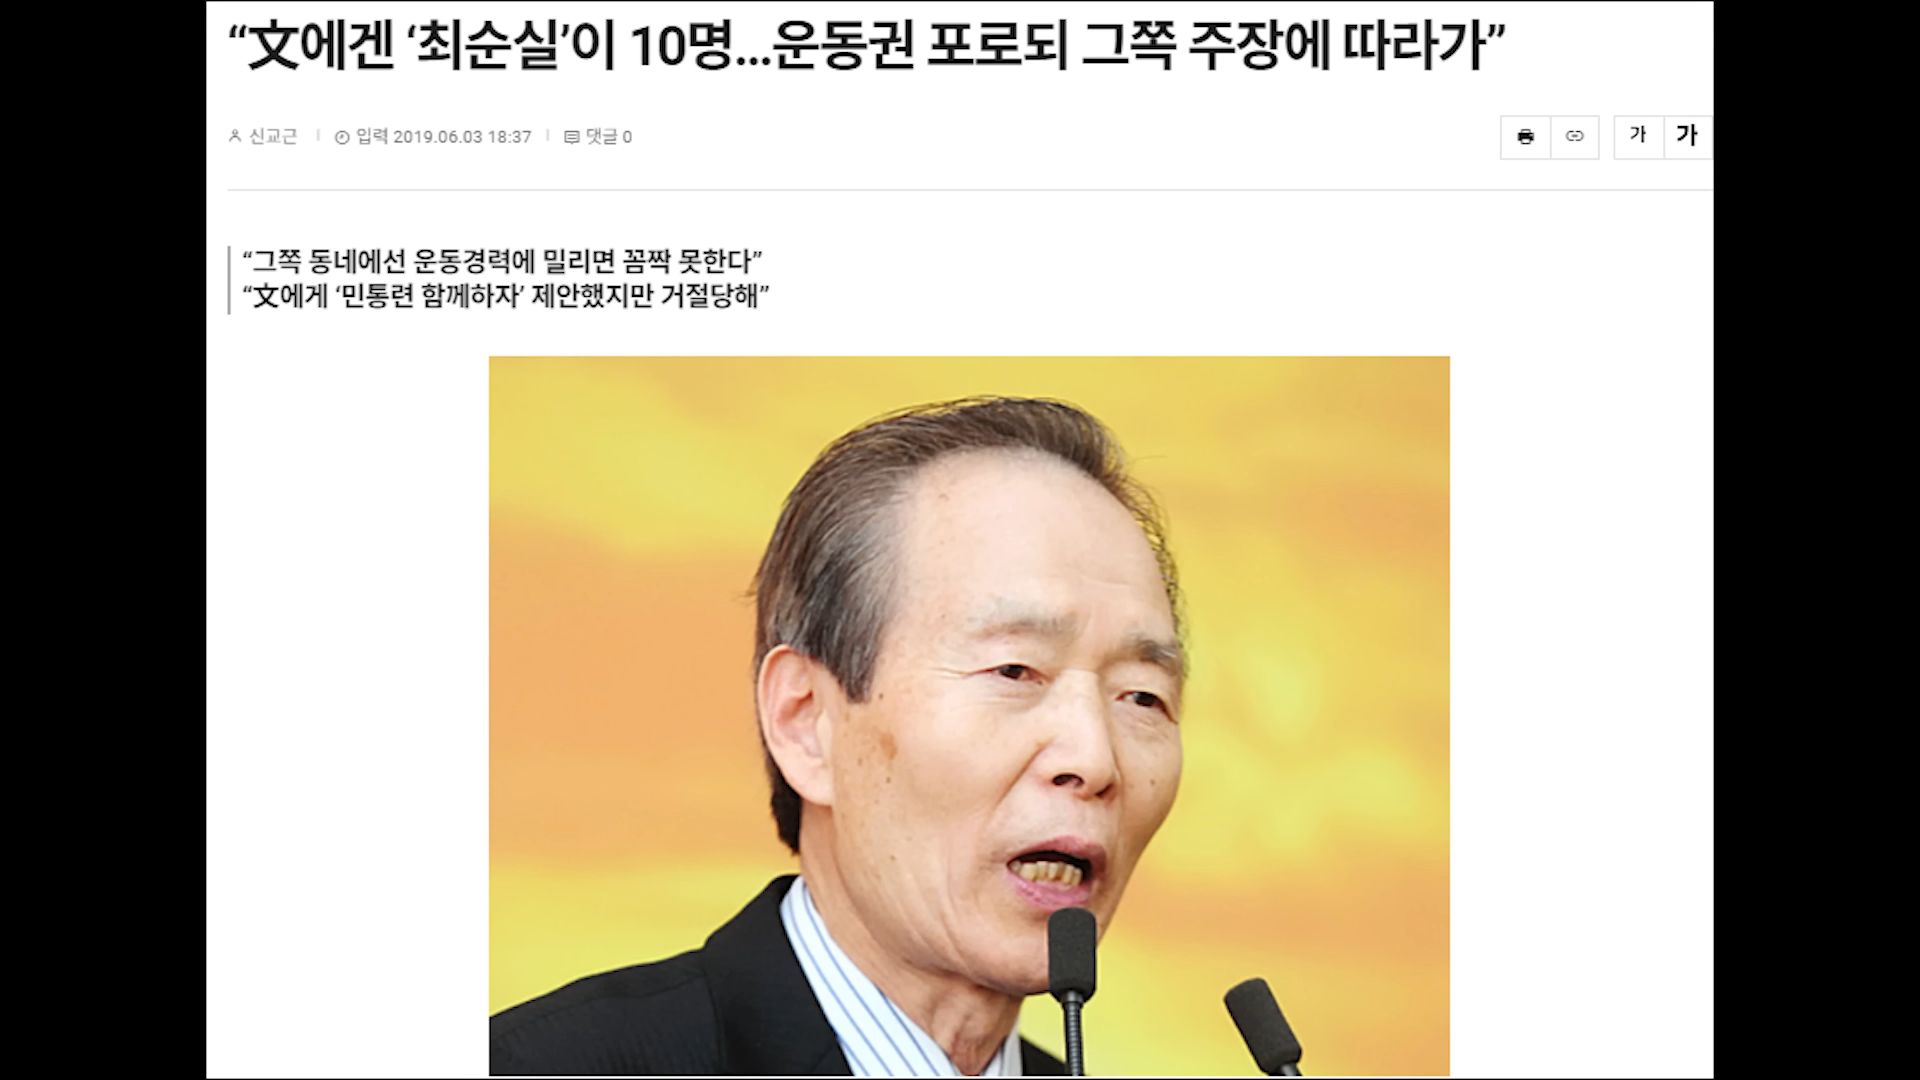 “文에겐 ‘최순실’이 10명...운동권 포로되 그쪽 주장에 따라가”
신교근 | 입력 2019.06.03 18:37 | 댓글 0
가 가
“그쪽 동네에선 운동경력에 밀리면 꼼짝 못한다”
“文에게 ‘민통련 함께하자’ 제안했지만 거절당해”